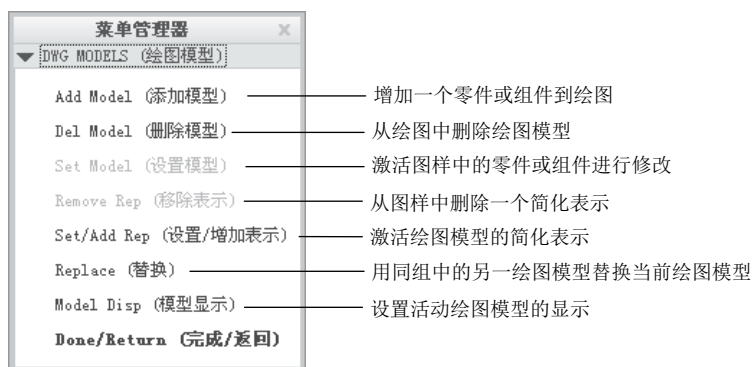 菜单管理器
DWG MODELS (绘图模型)
Add Model (添加模型) 增加一个零件或组件到绘图
Del Model (删除模型) 从绘图中删除绘图模型
Set Model (设置模型) 激活图样中的零件或组件进行修改
Remove Rep (移除表示) 从图样中删除一个简化表示
Set/Add Rep (设置/增加表示) 激活绘图模型的简化表示
Replace (替换) 用同组中的另一绘图模型替换当前绘图模型
Model Disp (模型显示) 设置活动绘图模型的显示
Done/Return (完成/返回)